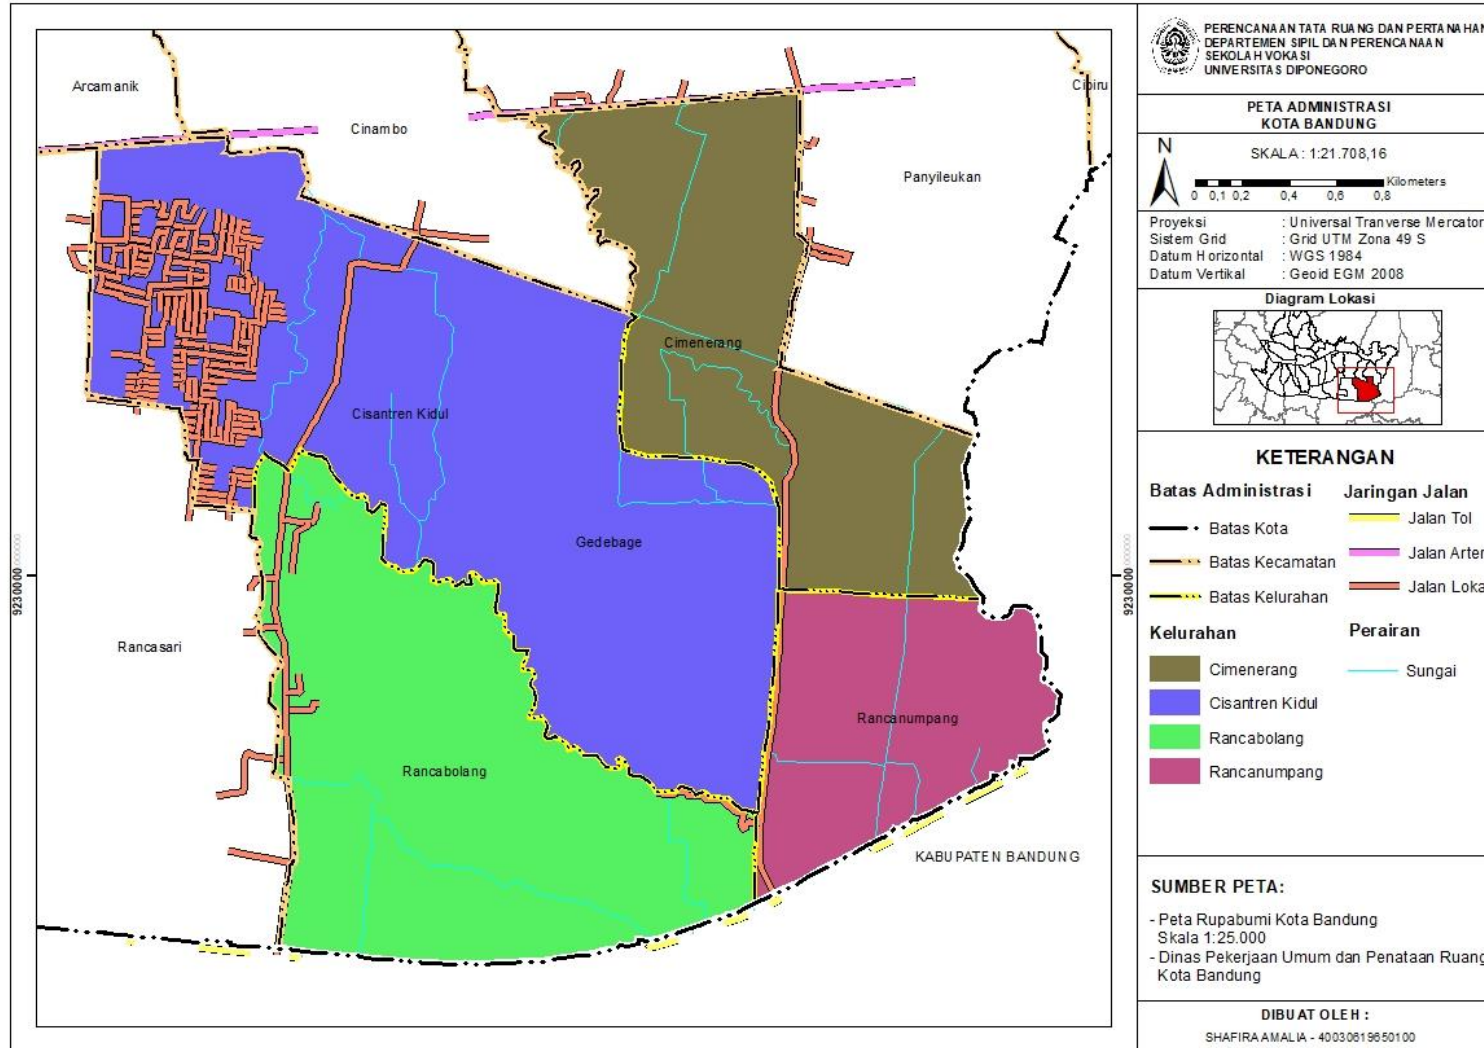 Arcamanik
Cinambo
Cibiru
Panyileukan
Cimenerang
Cisantren Kidul
Gedebage
Rancasari
Rancabolang
Rancanumpang
KABUPATEN BANDUNG
9230000
9230000
PERENCANAAN TATA RUANG DAN PERTANAHAN
DEPARTEMEN SIPIL DAN PERENCANAAN
SEKOLAH VOKASI
UNIVERSITAS DIPONEGORO
PETA ADMINISTRASI
KOTA BANDUNG
N
SKALA : 1:21.708,16
Kilometers
0 0,1 0,2 0,4 0,6 0,8
Proyeksi : Universal Tranverse Mercator
Sistem Grid : Grid UTM Zona 49 S
Datum Horizontal : WGS 1984
Datum Vertikal : Geoid EGM 2008
Diagram Lokasi
KETERANGAN
Batas Administrasi
Batas Kota
Batas Kecamatan
Batas Kelurahan
Jaringan Jalan
Jalan Tol
Jalan Arter
Jalan Loka
Kelurahan
Cimenerang
Cisantren Kidul
Rancabolang
Rancanumpang
Perairan
Sungai
SUMBER PETA:
- Peta Rupabumi Kota Bandung
Skala 1:25.000
- Dinas Pekerjaan Umum dan Penataan Ruang
Kota Bandung
DIBUAT OLEH :
SHAFIRA AMALIA - 40030619650100